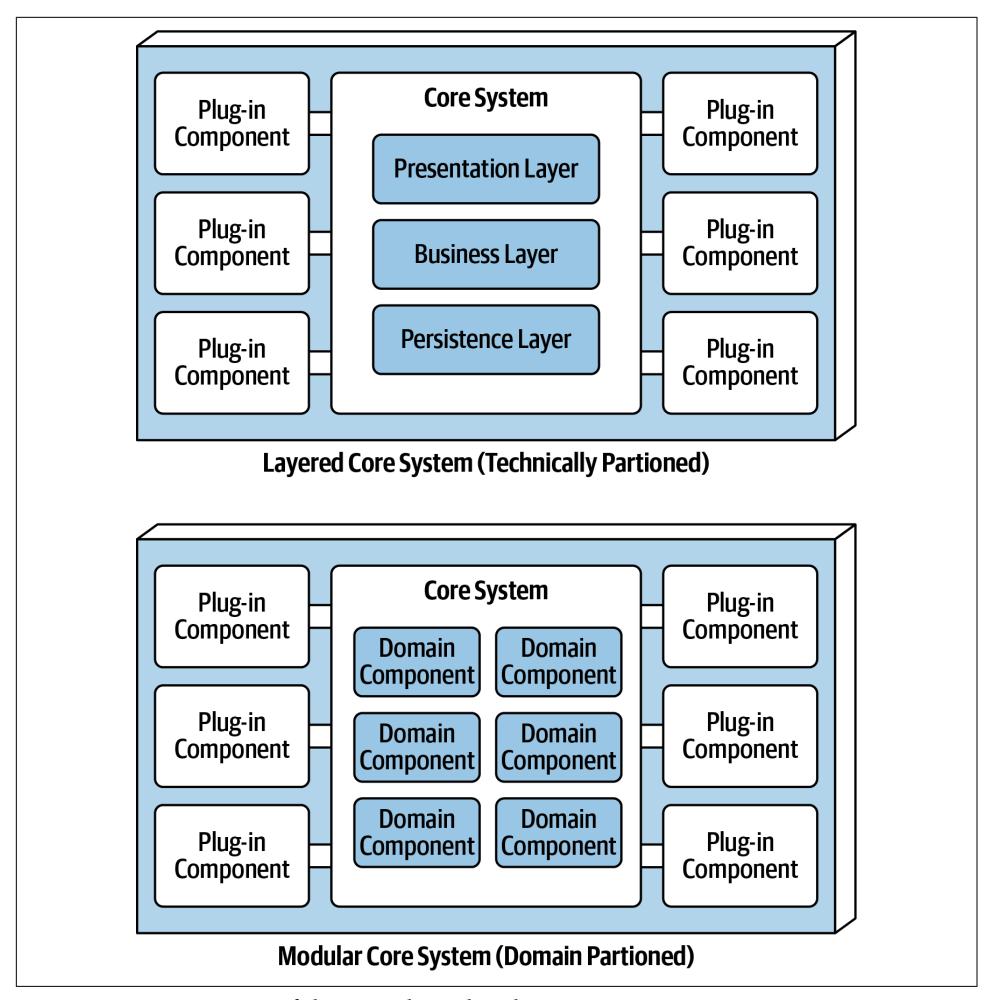 Core System
Plug-in
Component
Plug-in
Component
Plug-in
Component
Presentation Layer
Business Layer
Persistence Layer
Plug-in
Component
Plug-in
Component
Plug-in
Component
Layered Core System (Technically Partioned)
Core System
Plug-in
Component
Plug-in
Component
Plug-in
Component
Domain
Component
Domain
Component
Domain
Component
Domain
Component
Domain
Component
Domain
Component
Plug-in
Component
Plug-in
Component
Plug-in
Component
Modular Core System (Domain Partioned)